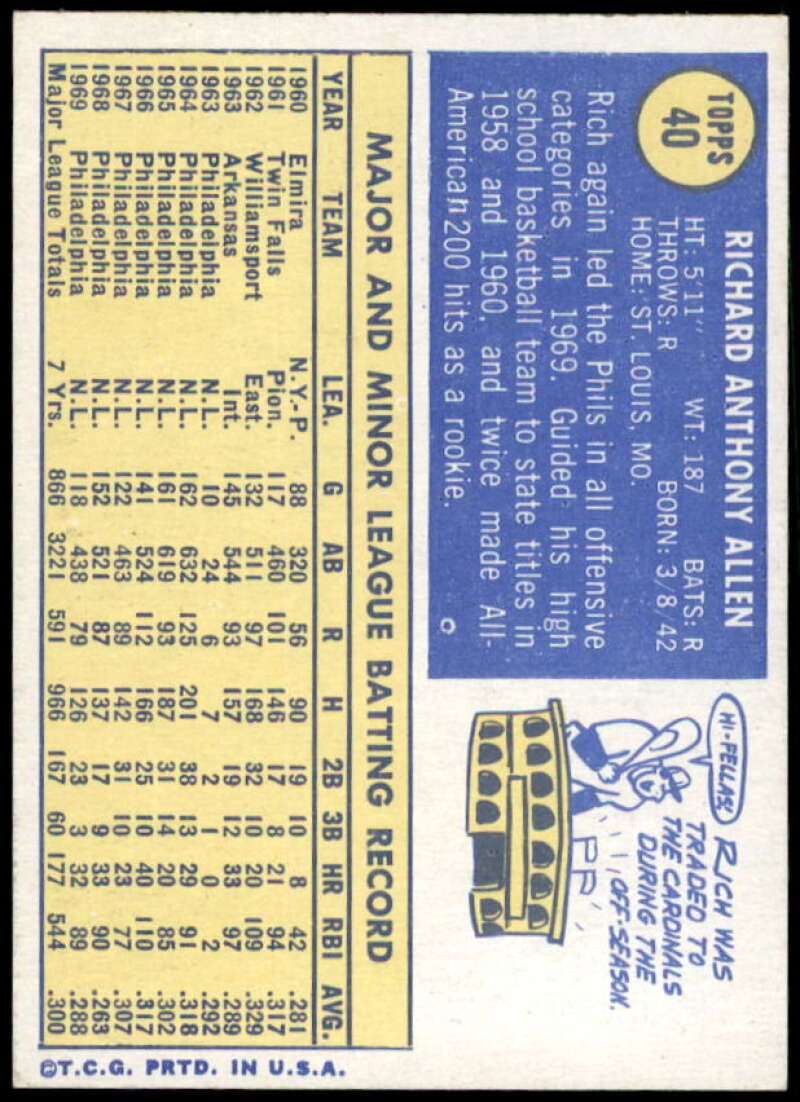 TOPPS
40
RICHARD ANTHONY ALLEN
HT: 5'11" WT: 187 BATS: R
THROWS: R BORN: 3/8/42
HOME: ST. LOUIS, MO.
Rich again led the Phils in all offensive
categories in 1969. Guided his high
school basketball team to state titles in
1958 and 1960, and twice made All-
American. 200 hits as a rookie.
HI-FELLAS!
RICH WAS
TRADED TO
THE CARDINALS
DURING THE
OFF-SEASON.
MAJOR AND MINOR LEAGUE BATTING RECORD
YEAR TEAM LEA. G AB R H 2B 3B HR RBI AVG.
1960 Elmira N.Y.-P. 88 320 56 90 19 10 8 42 .281
1961 Twin Falls Pion. 117 460 101 146 17 8 21 94 .317
1962 Williamsport East. 132 511 97 168 32 10 20 109 .329
1963 Arkansas Int. 145 544 93 157 19 12 33 97 .289
1963 Philadelphia N.L. 10 24 6 7 2 1 0 2 .292
1964 Philadelphia N.L. 162 632 125 201 38 13 29 91 .318
1965 Philadelphia N.L. 161 619 93 187 31 14 20 85 .302
1966 Philadelphia N.L. 141 524 112 166 25 10 40 110 .317
1967 Philadelphia N.L. 122 463 89 142 31 10 23 77 .307
1968 Philadelphia N.L. 152 521 87 137 17 9 33 90 .263
1969 Philadelphia N.L. 118 438 79 126 23 3 32 89 .288
Major League Totals 7 Yrs. 866 3221 591 966 167 60 177 544 .300
©T.C.G. PRTD. IN U.S.A.